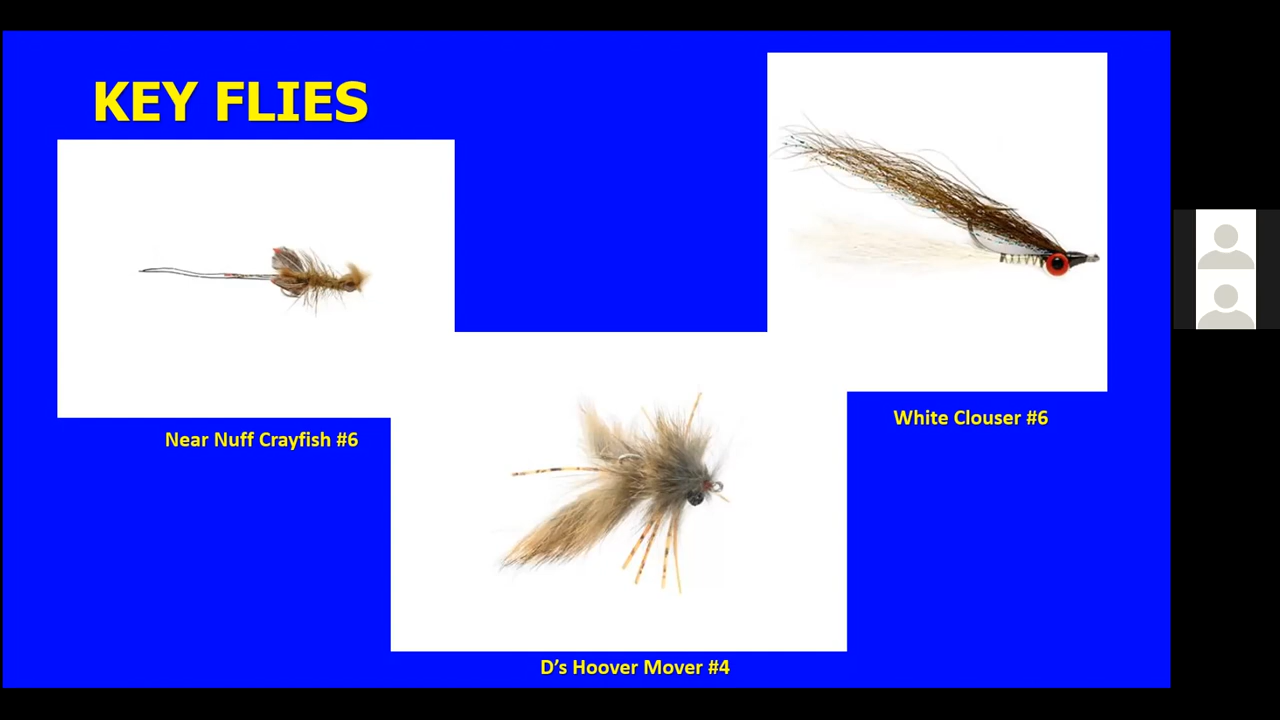 KEY FLIES
Near Nuff Crayfish #6
White Clouser #6
D’s Hoover Mover #4